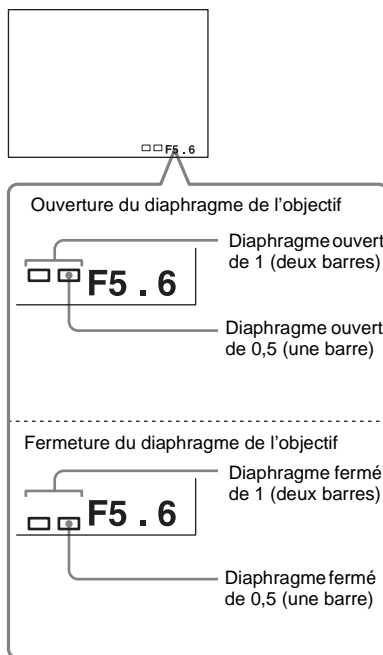 F5.6
Ouverture du diaphragme de l'objectif
Diaphragme ouvert
de 1 (deux barres)
F5.6
Diaphragme ouvert
de 0,5 (une barre)
Fermeture du diaphragme de l'objectif
Diaphragme fermé
de 1 (deux barres)
F5.6
Diaphragme fermé
de 0,5 (une barre)